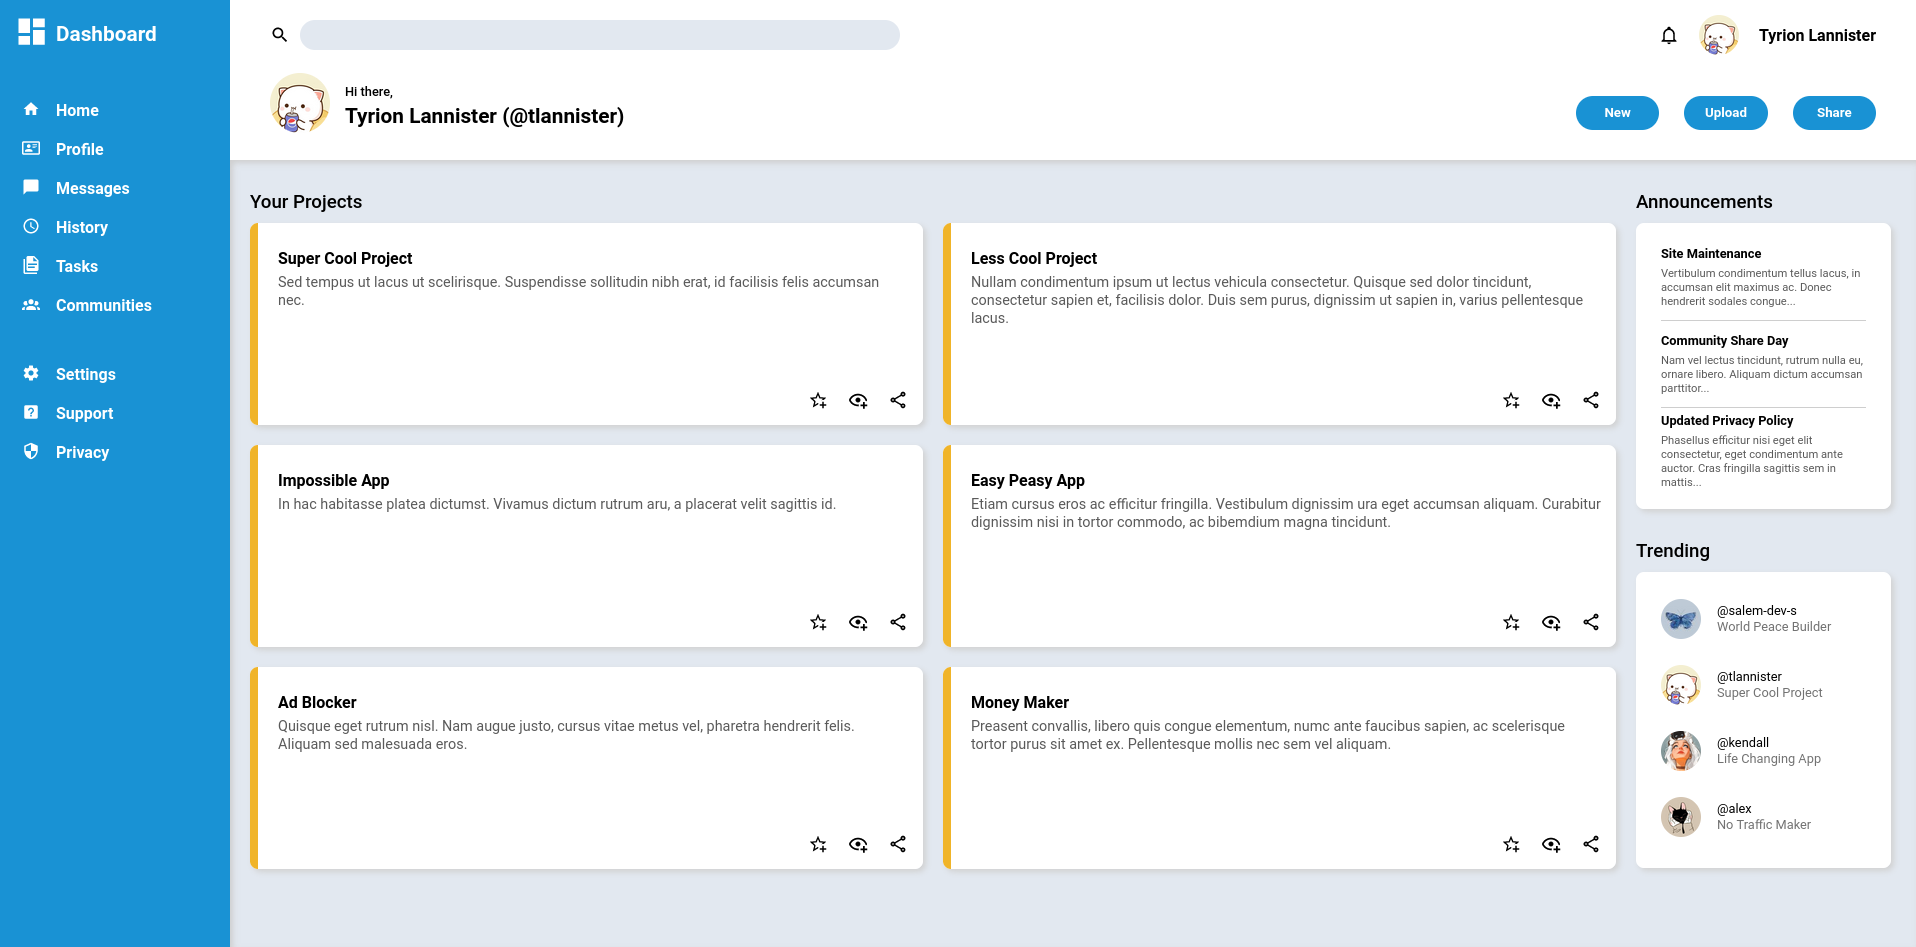 Dashboard
Home
Profile
Messages
History
Tasks
Communities
Settings
Support
Privacy
Tyrion Lannister
Hi there,
Tyrion Lannister (@tlannister)
New
Upload
Share
Your Projects
Super Cool Project
Sed tempus ut lacus ut scelirisque. Suspendisse sollitudin nibh erat, id facilisis felis accumsan
nec.
Less Cool Project
Nullam condimentum ipsum ut lectus vehicula consectetur. Quisque sed dolor tincidunt,
consectetur sapien et, facilisis dolor. Duis sem purus, dignissim ut sapien in, varius pellentesque
lacus.
Impossible App
In hac habitasse platea dictumst. Vivamus dictum rutrum aru, a placerat velit sagittis id.
Easy Peasy App
Etiam cursus eros ac efficitur fringilla. Vestibulum dignissim ura eget accumsan aliquam. Curabitur
dignissim nisi in tortor commodo, ac bibemdium magna tincidunt.
Ad Blocker
Quisque eget rutrum nisl. Nam augue justo, cursus vitae metus vel, pharetra hendrerit felis.
Aliquam sed malesuada eros.
Money Maker
Preasent convallis, libero quis congue elementum, numc ante faucibus sapien, ac scelerisque
tortor purus sit amet ex. Pellentesque mollis nec sem vel aliquam.
Announcements
Site Maintenance
Vertibulum condimentum tellus lacus, in
accumsan elit maximus ac. Donec
hendrerit sodales congue...
Community Share Day
Nam vel lectus tincidunt, rutrum nulla eu,
ornare libero. Aliquam dictum accumsan
parttitor...
Updated Privacy Policy
Phasellus efficitur nisi eget elit
consectetur, eget condimentum ante
auctor. Cras fringilla sagittis sem in
mattis...
Trending
@salem-dev-s
World Peace Builder
@tlannister
Super Cool Project
@kendall
Life Changing App
@alex
No Traffic Maker